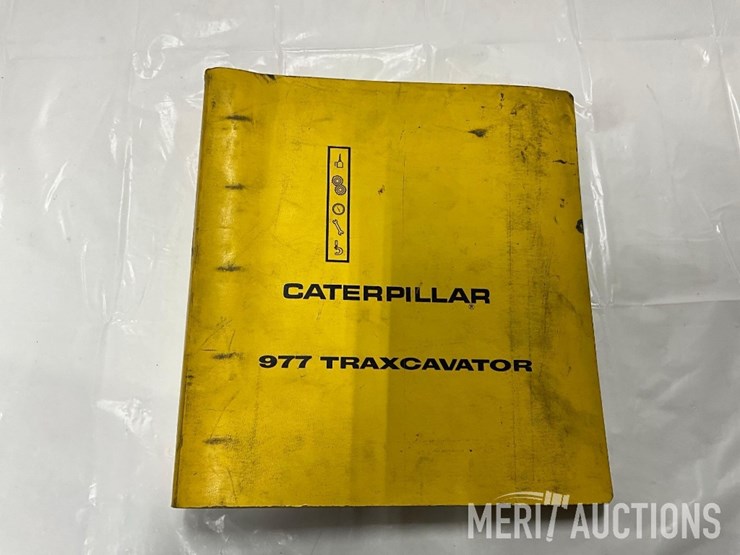 CATERPILLAR
977 TRAXCAVATOR
MERIT AUCTIONS